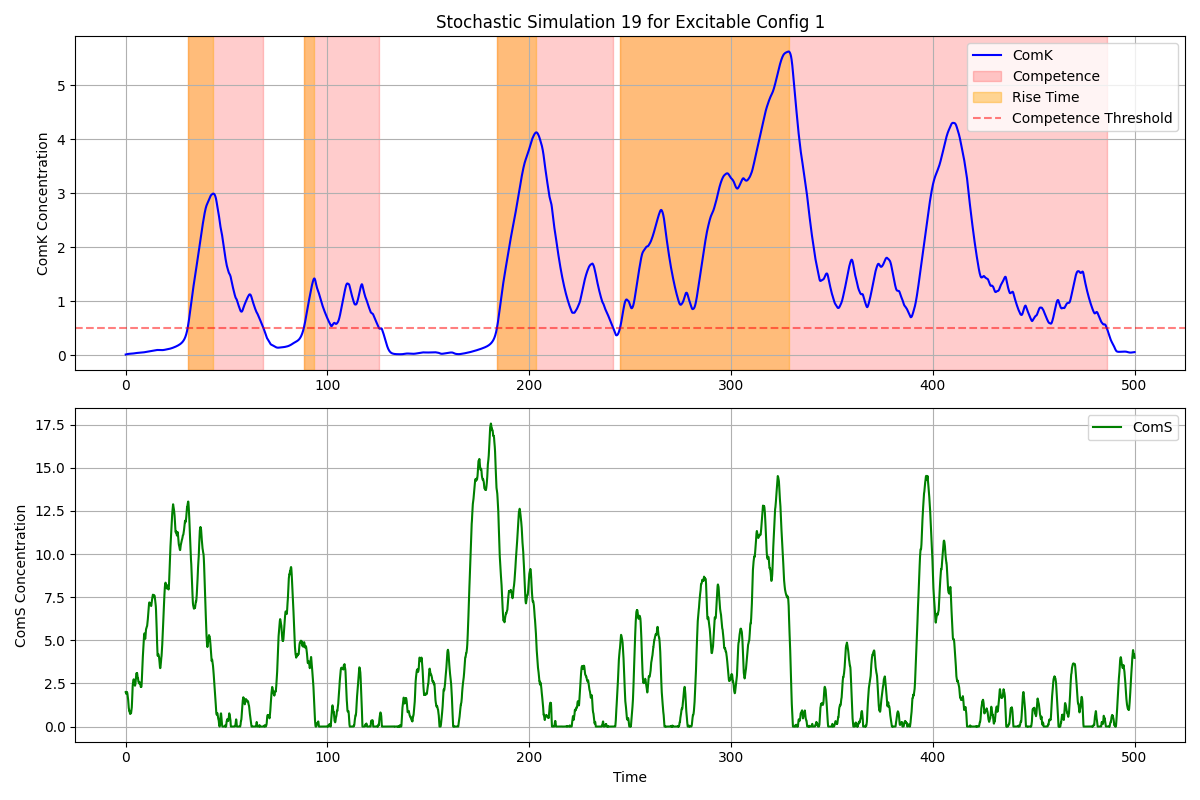 Stochastic Simulation 19 for Excitable Config 1
ComK Concentration
5
4
3
2
1
0
0 100 200 300 400 500
ComK
Competence
Rise Time
Competence Threshold
ComS Concentration
17.5
15.0
12.5
10.0
7.5
5.0
2.5
0.0
0 100 200 300 400 500
ComS
Time